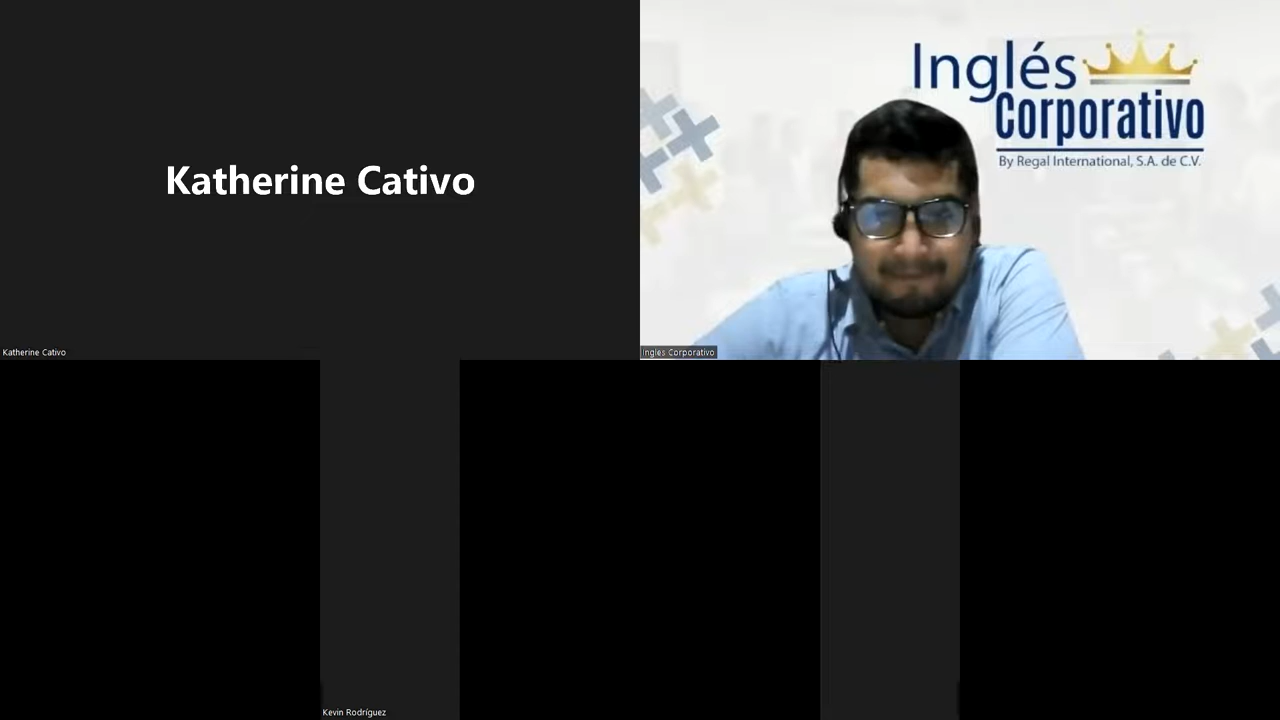 Katherine Cativo
Katherine Cativo
Inglés
Corporativo
By Regal International, S.A. de C.V.
Ingles Corporativo
Kevin Rodríguez